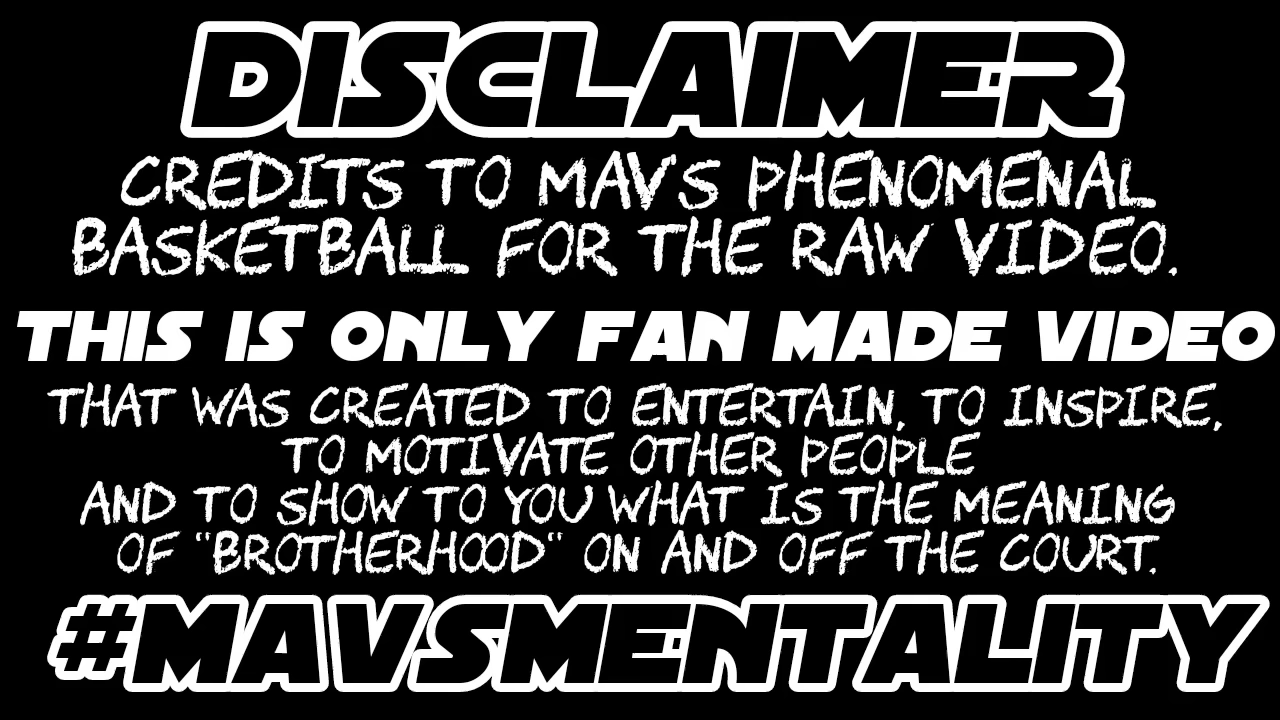 DISCLAIMER
CREDITS TO MAV'S PHENOMENAL
BASKETBALL FOR THE RAW VIDEO.
THIS IS ONLY FAN MADE VIDEO
THAT WAS CREATED TO ENTERTAIN, TO INSPIRE,
TO MOTIVATE OTHER PEOPLE
AND TO SHOW TO YOU WHAT IS THE MEANING
OF "BROTHERHOOD" ON AND OFF THE COURT.
#MAVSMENTALITY